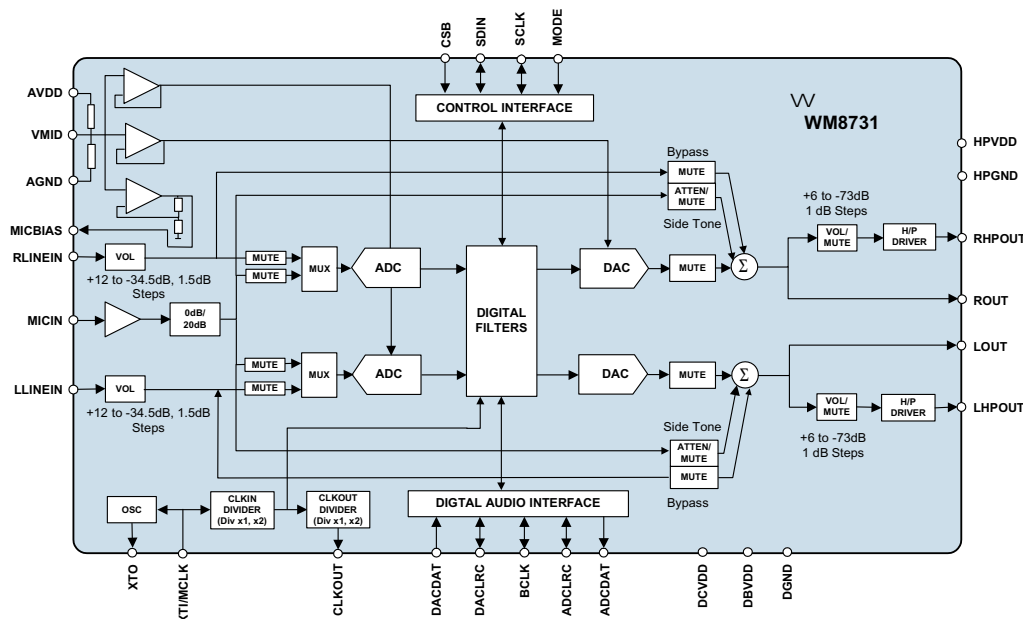 CSB
SDIN
SCLK
MODE
AVDD
VMID
AGND
MICBIAS
RLINEIN
MICIN
LLINEIN
CONTROL INTERFACE
WM8731
HPVDD
HPGND
RHPOUT
ROUT
LOUT
LHPOUT
Bypass
MUTE
ATTEN/
MUTE
Side Tone
+6 to -73dB
1 dB Steps
VOL/
MUTE
H/P
DRIVER
VOL
+12 to -34.5dB, 1.5dB
Steps
MUTE
MUTE
MUX
ADC
DIGITAL
FILTERS
DAC
MUTE
Σ
0dB/
20dB
MUTE
MUTE
MUX
ADC
DAC
MUTE
Σ
VOL
+12 to -34.5dB, 1.5dB
Steps
VOL/
MUTE
H/P
DRIVER
+6 to -73dB
1 dB Steps
Side Tone
ATTEN/
MUTE
MUTE
Bypass
OSC
CLKIN
DIVIDER
(Div x1, x2)
CLKOUT
DIVIDER
(Div x1, x2)
DIGTAL AUDIO INTERFACE
XTO
XTI/MCLK
CLKOUT
DACDAT
DACLRC
BCLK
ADCLRC
ADCDAT
DCVDD
DBVDD
DGND